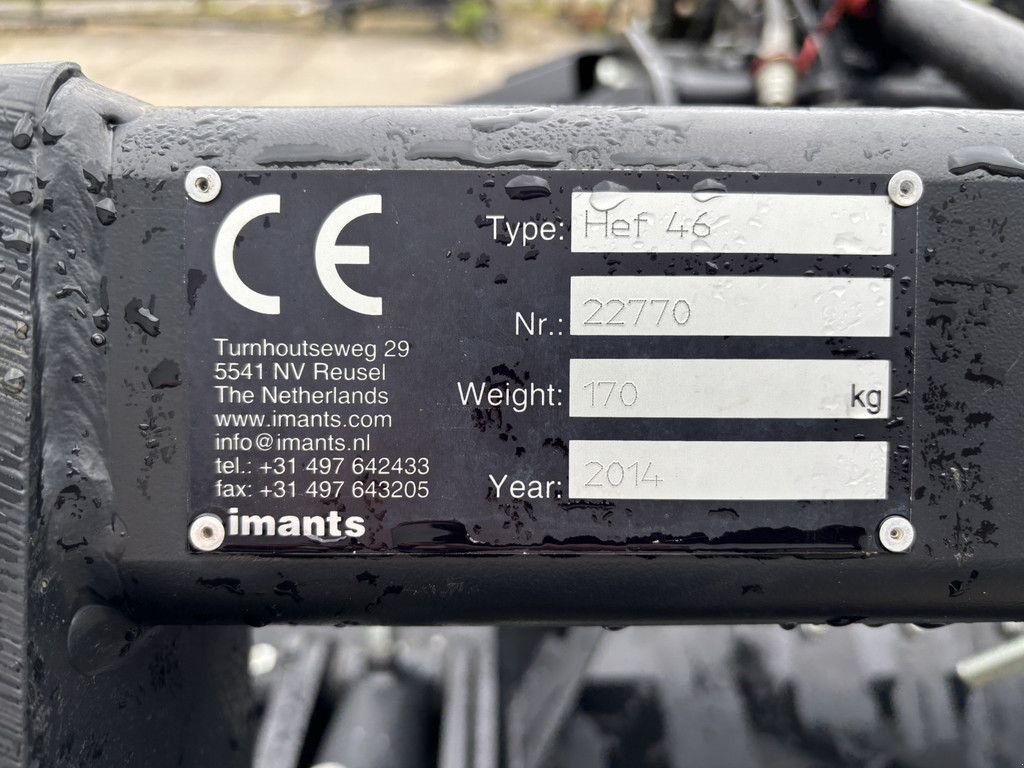 CE
Type: Hef 46
Nr.: 22770
Weight: 170 kg
Year: 2014
Turnhoutseweg 29
5541 NV Reusel
The Netherlands
www.imants.com
info@imants.nl
tel.: +31 497 642433
fax: +31 497 643205
imants